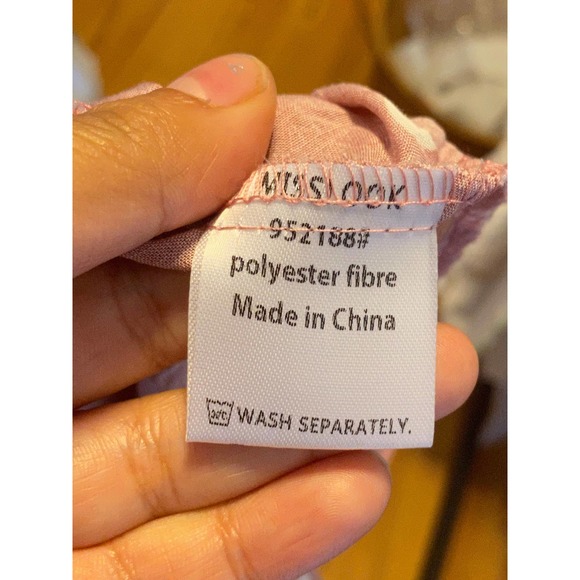 MUSLOOK
952188#
polyester fibre
Made in China
WASH SEPARATELY.